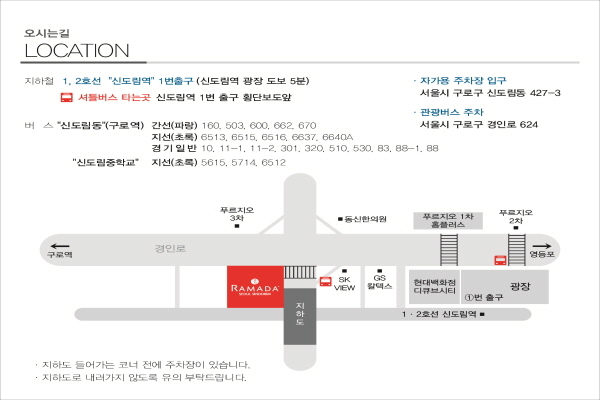 오시는길
LOCATION
지하철 1, 2호선 "신도림역" 1번출구 (신도림역 광장 도보 5분)
셔틀버스 타는곳 신도림역 1번 출구 횡단보도앞
버 스 "신도림동"(구로역) 간선(파랑) 160, 503, 600, 662, 670
지선(초록) 6513, 6515, 6516, 6637, 6640A
경기일반 10, 11-1, 11-2, 301, 320, 510, 530, 83, 88-1, 88
"신도림중학교" 지선(초록) 5615, 5714, 6512
· 자가용 주차장 입구
서울시 구로구 신도림동 427-3
· 관광버스 주차
서울시 구로구 경인로 624
푸르지오
3차
동신한의원
푸르지오 1차
홈플러스
푸르지오
2차
구로역
경인로
영등포
RAMADA
SEOUL SINDORIM
지하도
SK
VIEW
GS
칼텍스
현대백화점
디큐브시티
광장
①번 출구
1·2호선 신도림역
· 지하도 들어가는 코너 전에 주차장이 있습니다.
· 지하도로 내려가지 않도록 유의 부탁드립니다.